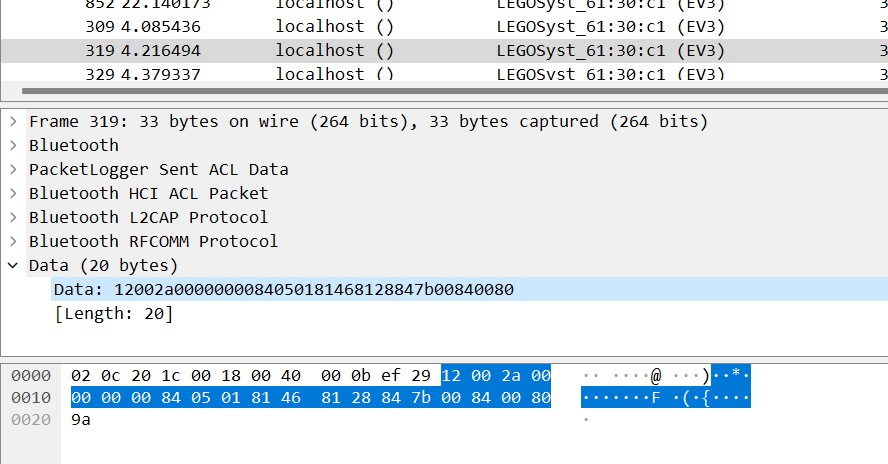 852 22.140173 localhost () LEGOSyst_61:30:c1 (EV3) 3
309 4.085436 localhost () LEGOSyst_61:30:c1 (EV3) 3
319 4.216494 localhost () LEGOSyst_61:30:c1 (EV3) 3
329 4.379337 localhost () LEGOSyst_61:30:c1 (EV3) 3
Frame 319: 33 bytes on wire (264 bits), 33 bytes captured (264 bits)
Bluetooth
PacketLogger Sent ACL Data
Bluetooth HCI ACL Packet
Bluetooth L2CAP Protocol
Bluetooth RFCOMM Protocol
Data (20 bytes)
Data: 12002a000000008405018146812884​7b00840080
[Length: 20]
0000 02 0c 20 1c 00 18 00 40 00 0b ef 29 12 00 2a 00 ·· ····@ ···)··*·
0010 00 00 00 84 05 01 81 46 81 28 84 7b 00 84 00 80 ·······F ·(·{····
0020 9a ·